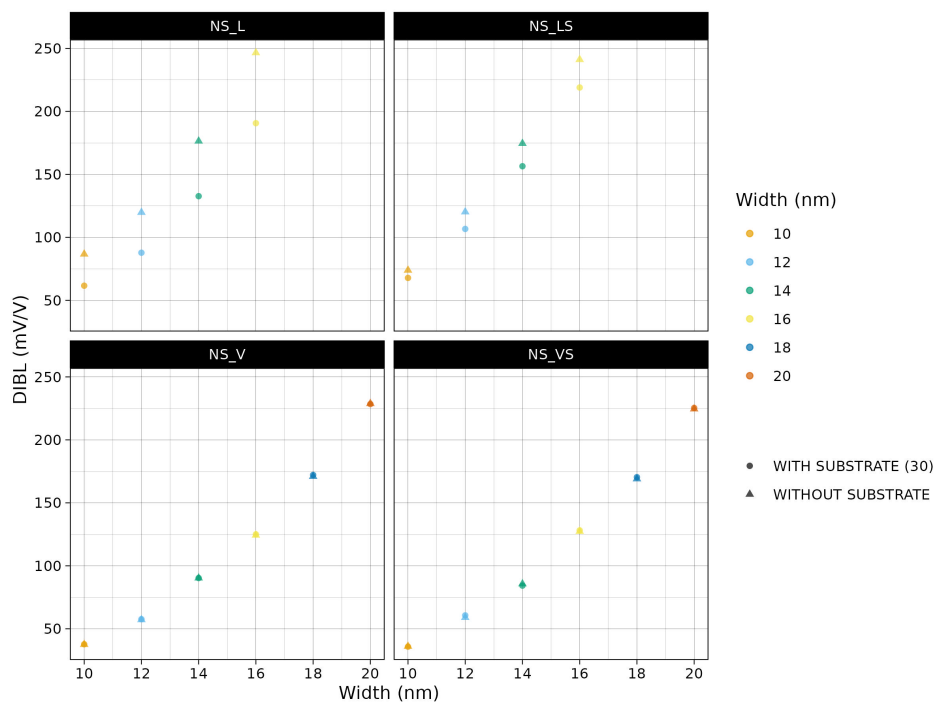 NS_L
NS_LS
250
200
150
100
50
NS_V
NS_VS
250
200
150
100
50
10 12 14 16 18 20
10 12 14 16 18 20
Width (nm)
DIBL (mV/V)
Width (nm)
10
12
14
16
18
20
WITH SUBSTRATE (30)
WITHOUT SUBSTRATE